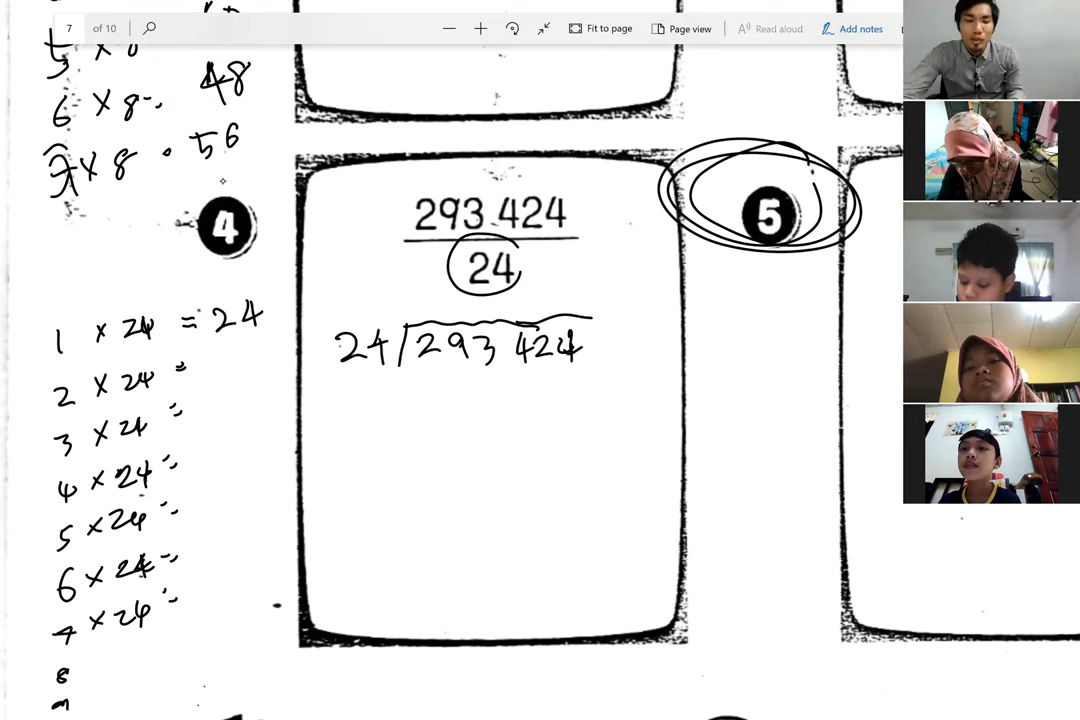 7 of 10 Fit to page Page view Read aloud Add notes
6 × 8 = 48
7 × 8 = 56
4
293 424
24
5
24 293 424
1 × 24 = 24
2 × 24 =
3 × 24 =
4 × 24 =
5 × 24 =
6 × 24 =
7 × 24 =
8
9